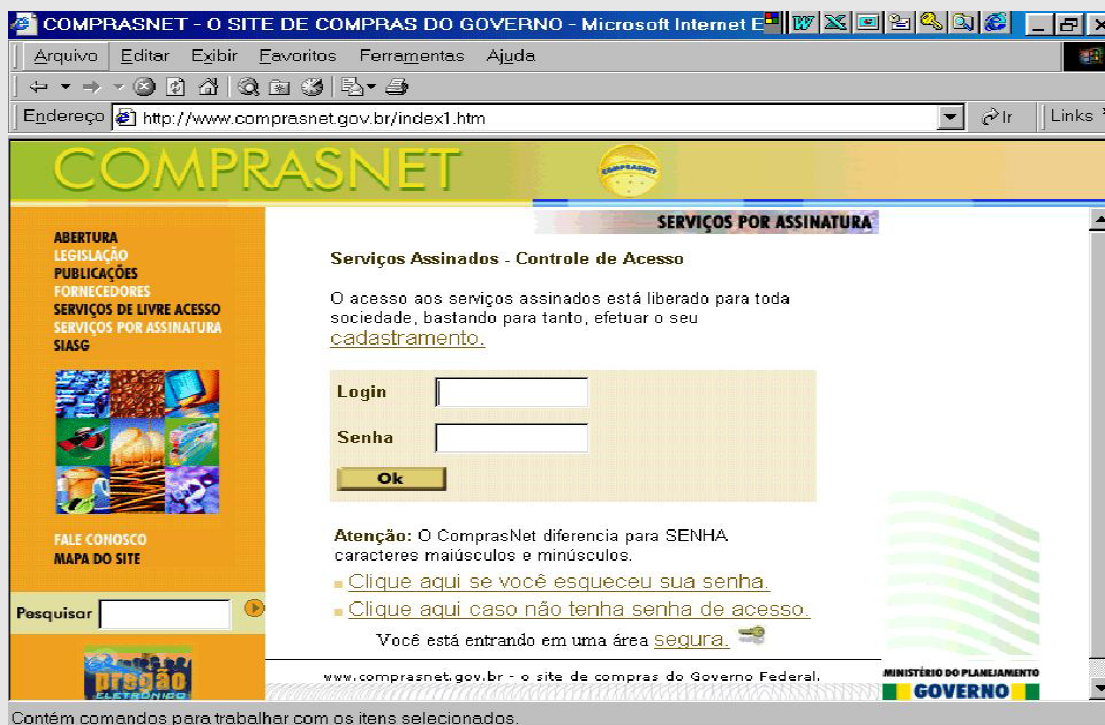 COMPRASNET - O SITE DE COMPRAS DO GOVERNO - Microsoft Internet E
Arquivo Editar Exibir Favoritos Ferramentas Ajuda
Endereço http://www.comprasnet.gov.br/index1.htm Ir Links
COMPRASNET
COMPRASNET
SERVIÇOS POR ASSINATURA
ABERTURA
LEGISLAÇÃO
PUBLICAÇÕES
FORNECEDORES
SERVIÇOS DE LIVRE ACESSO
SERVIÇOS POR ASSINATURA
SIASG
FALE CONOSCO
MAPA DO SITE
Pesquisar
pregão
ELETRÔNICO
Serviços Assinados - Controle de Acesso
O acesso aos serviços assinados está liberado para toda
sociedade, bastando para tanto, efetuar o seu
cadastramento.
Login
Senha
Ok
Atenção: O ComprasNet diferencia para SENHA
caracteres maiúsculos e minúsculos.
Clique aqui se você esqueceu sua senha.
Clique aqui caso não tenha senha de acesso.
Você está entrando em uma área segura.
www.comprasnet.gov.br - o site de compras do Governo Federal.
MINISTÉRIO DO PLANEJAMENTO
GOVERNO
Contém comandos para trabalhar com os itens selecionados.